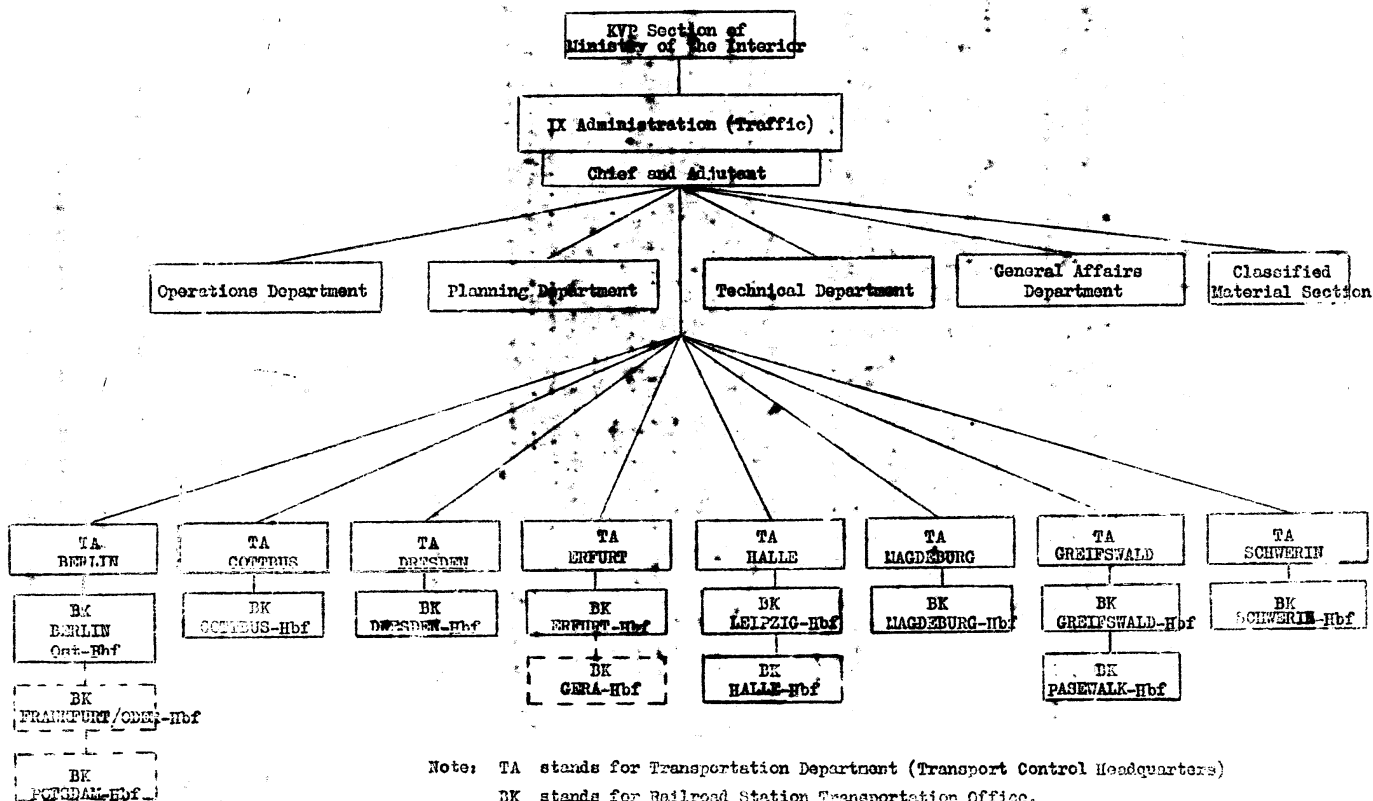 KVP Section of
Ministry of the Interior
IX Administration (Traffic)
Chief and Adjutant
Operations Department
Planning Department
Technical Department
General Affairs
Department
Classified
Material Section
TA
BERLIN
TA
COTTBUS
TA
DRESDEN
TA
ERFURT
TA
HALLE
TA
MAGDEBURG
TA
GREIFSWALD
TA
SCHWERIN
BK
BERLIN
Ost-Hbf
BK
COTTBUS-Hbf
BK
DRESDEN-Hbf
BK
ERFURT-Hbf
BK
LEIPZIG-Hbf
BK
MAGDEBURG-Hbf
BK
GREIFSWALD-Hbf
BK
SCHWERIN-Hbf
BK
FRANKFURT/ODER-Hbf
BK
GERA-Hbf
BK
HALLE-Hbf
BK
PASEWALK-Hbf
BK
POTSDAM-Hbf
Note: TA stands for Transportation Department (Transport Control Headquarters)
BK stands for Railroad Station Transportation Office.